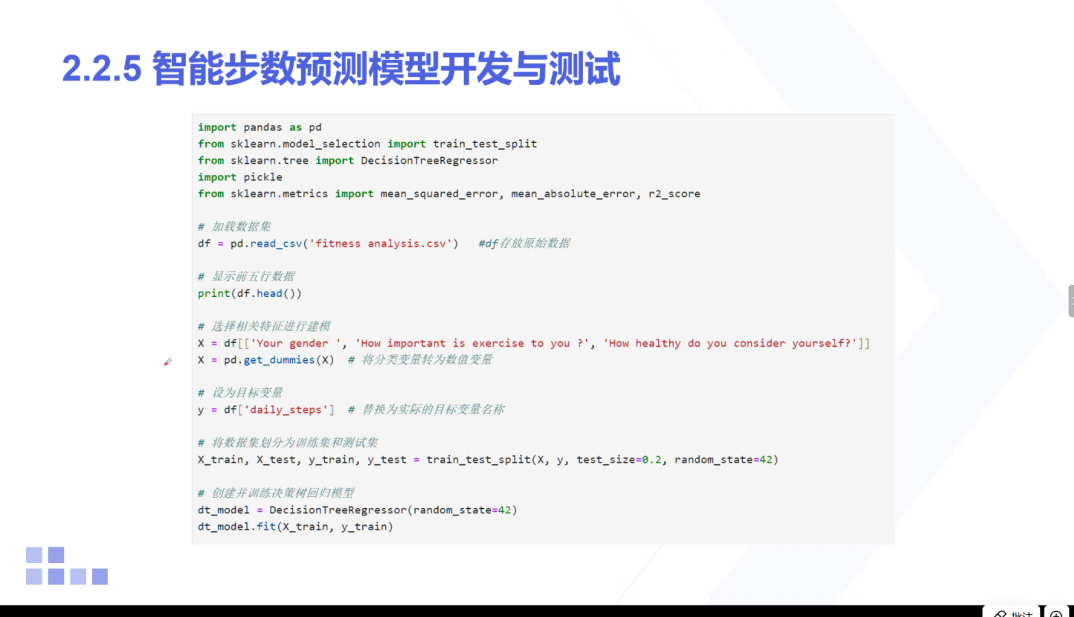 2.2.5 智能步数预测模型开发与测试
import pandas as pd
from sklearn.model_selection import train_test_split
from sklearn.tree import DecisionTreeRegressor
import pickle
from sklearn.metrics import mean_squared_error, mean_absolute_error, r2_score
# 加载数据集
df = pd.read_csv('fitness analysis.csv')   #df存放原始数据
# 显示前五行数据
print(df.head())
# 选择相关特征进行建模
X = df[['Your gender ', 'How important is exercise to you ?', 'How healthy do you consider yourself?']]
X = pd.get_dummies(X)  # 将分类变量转为数值变量
# 设为目标变量
y = df['daily_steps']  # 替换为实际的目标变量名称
# 将数据集划分为训练集和测试集
X_train, X_test, y_train, y_test = train_test_split(X, y, test_size=0.2, random_state=42)
# 创建并训练决策树回归模型
dt_model = DecisionTreeRegressor(random_state=42)
dt_model.fit(X_train, y_train)
批注